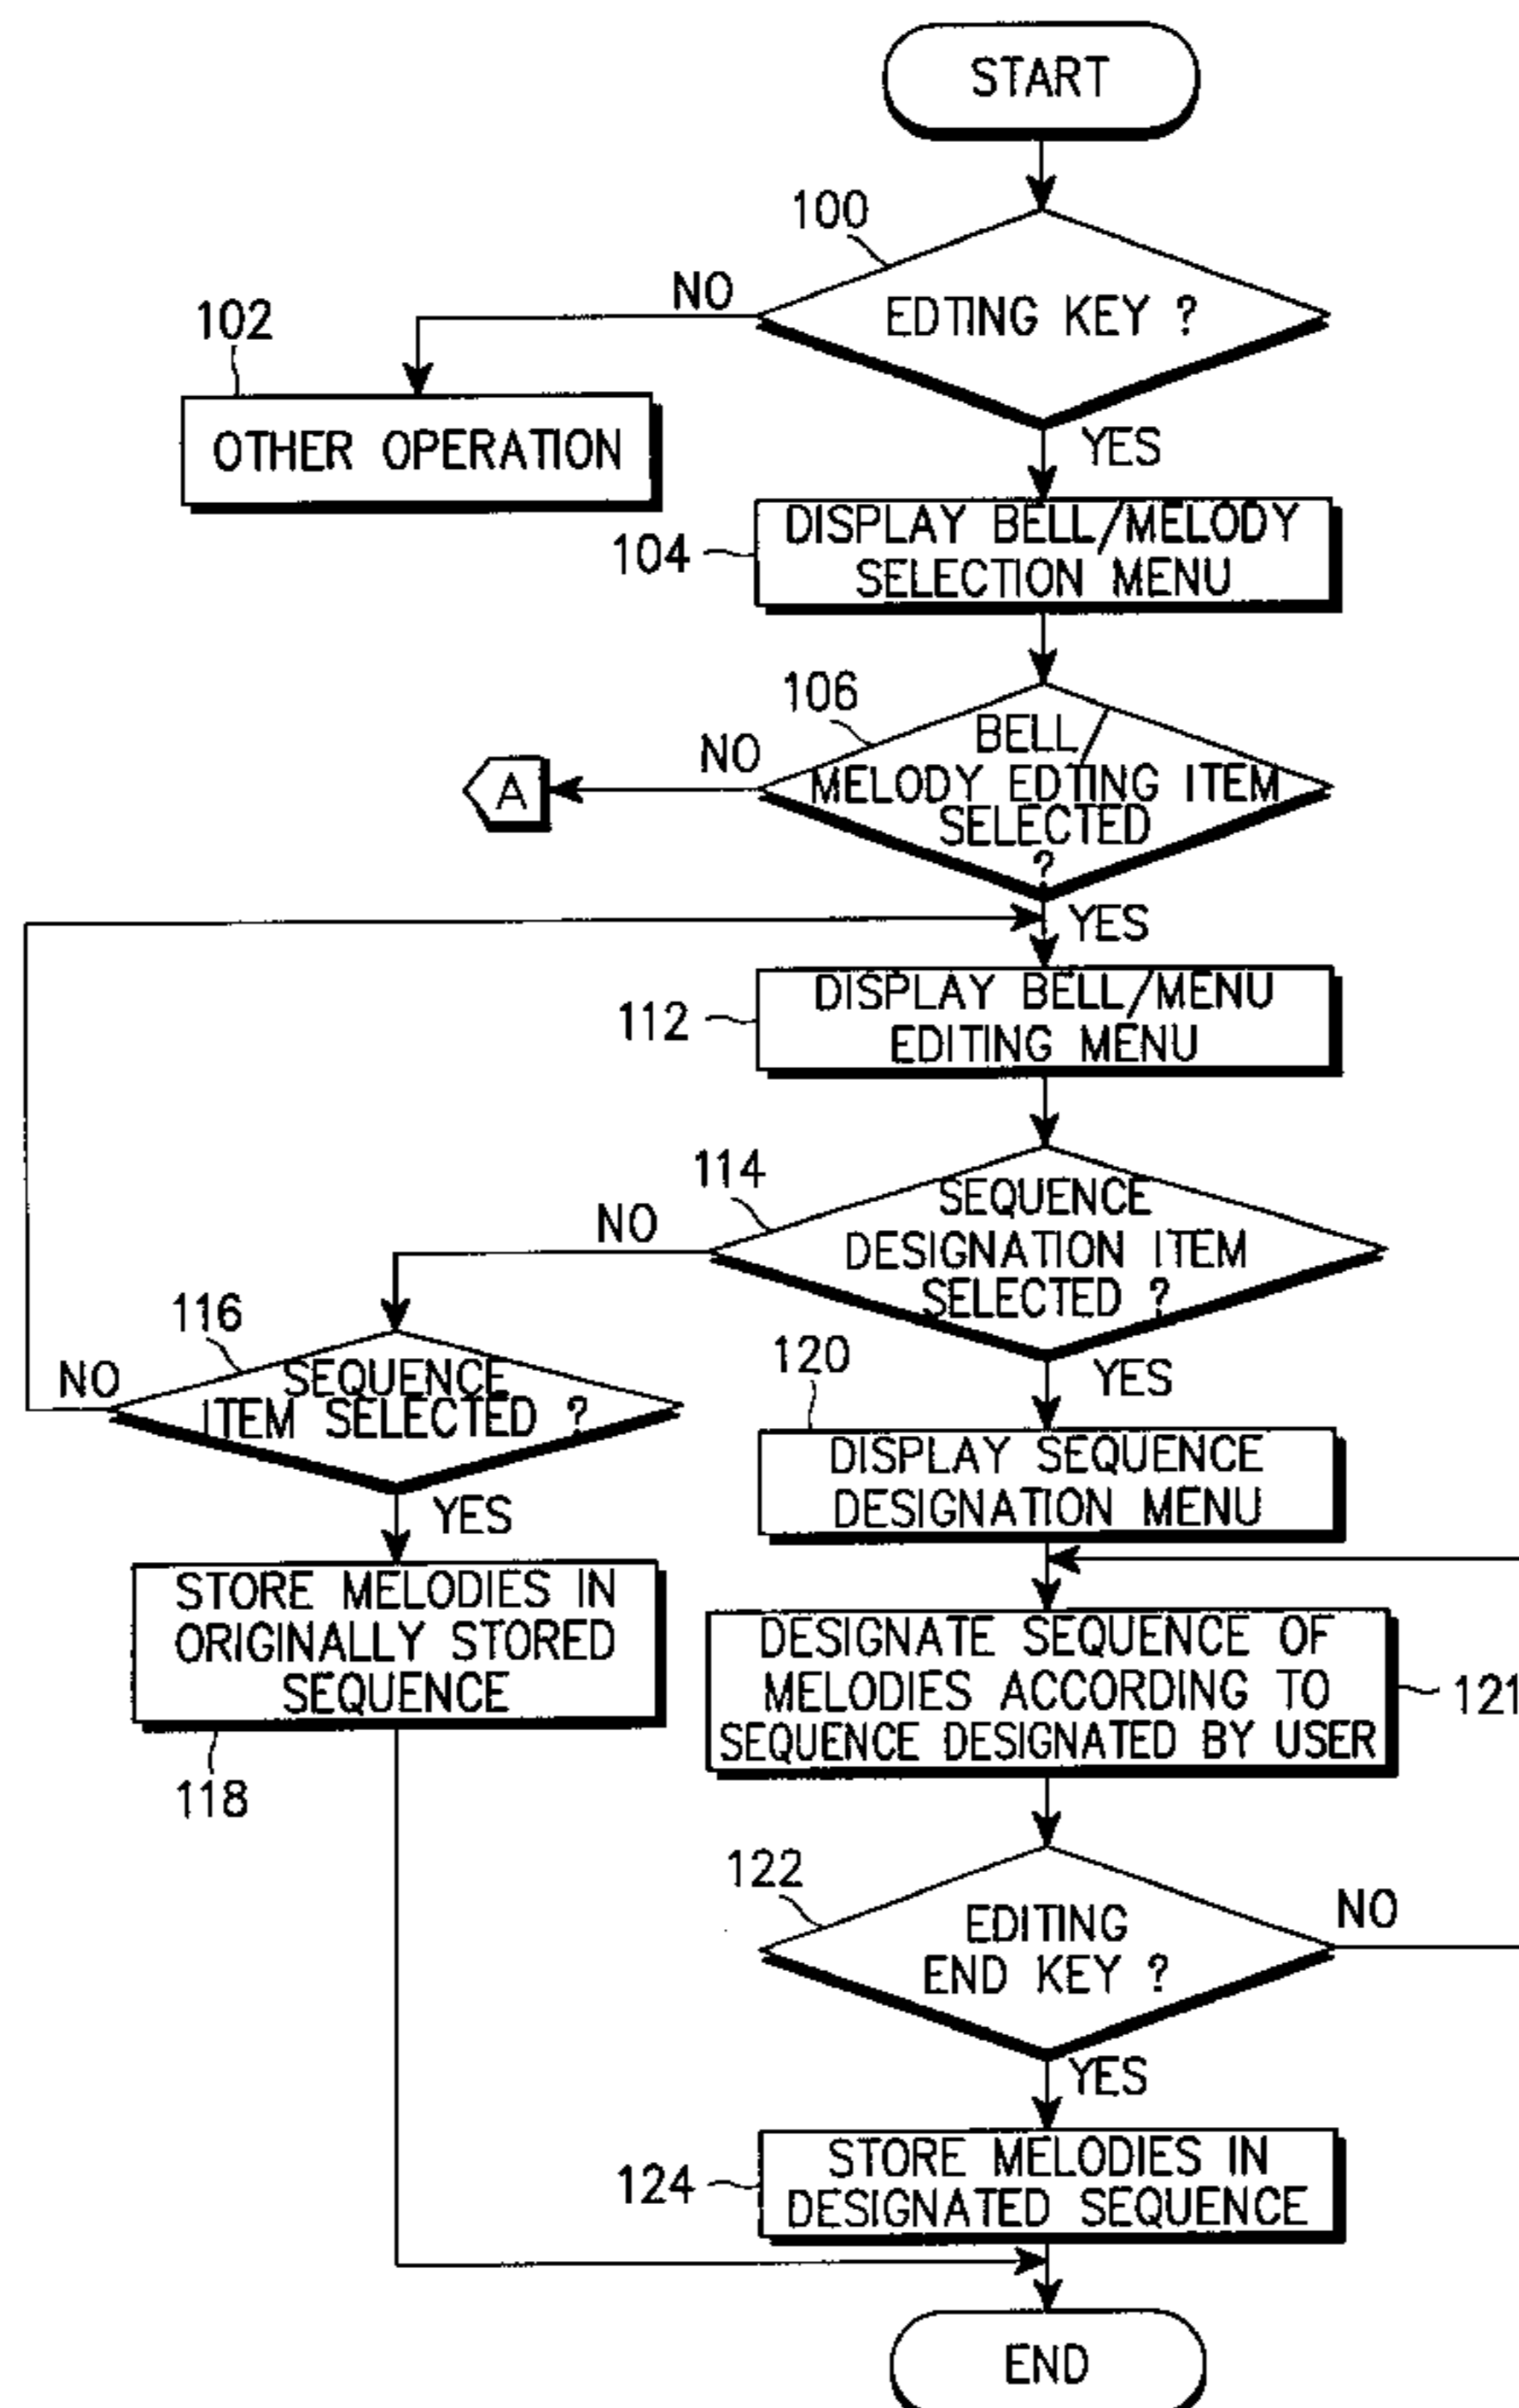 START
100
NO
EDTING KEY ?
102
OTHER OPERATION
YES
104
DISPLAY BELL/MELODY
SELECTION MENU
106
NO
A
BELL/
MELODY EDTING ITEM
SELECTED
?
YES
112
DISPLAY BELL/MENU
EDITING MENU
114
NO
SEQUENCE
DESIGNATION ITEM
SELECTED ?
116
NO
SEQUENCE
ITEM SELECTED ?
YES
120
YES
DISPLAY SEQUENCE
DESIGNATION MENU
STORE MELODIES IN
ORIGINALLY STORED
SEQUENCE
118
DESIGNATE SEQUENCE OF
MELODIES ACCORDING TO
SEQUENCE DESIGNATED BY USER
121
122
EDITING
END KEY ?
NO
YES
124
STORE MELODIES IN
DESIGNATED SEQUENCE
END